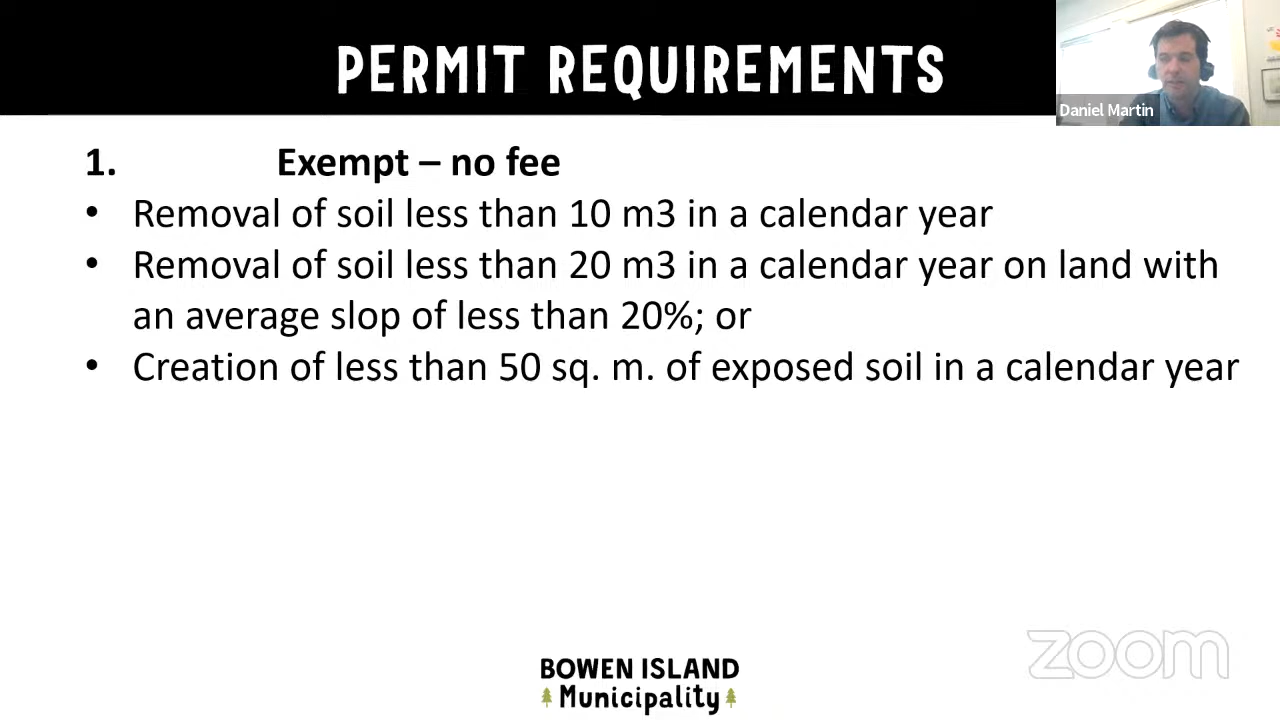 PERMIT REQUIREMENTS
Daniel Martin
1. Exempt – no fee
• Removal of soil less than 10 m3 in a calendar year
• Removal of soil less than 20 m3 in a calendar year on land with
an average slop of less than 20%; or
• Creation of less than 50 sq. m. of exposed soil in a calendar year
zoom
BOWEN ISLAND
Municipality